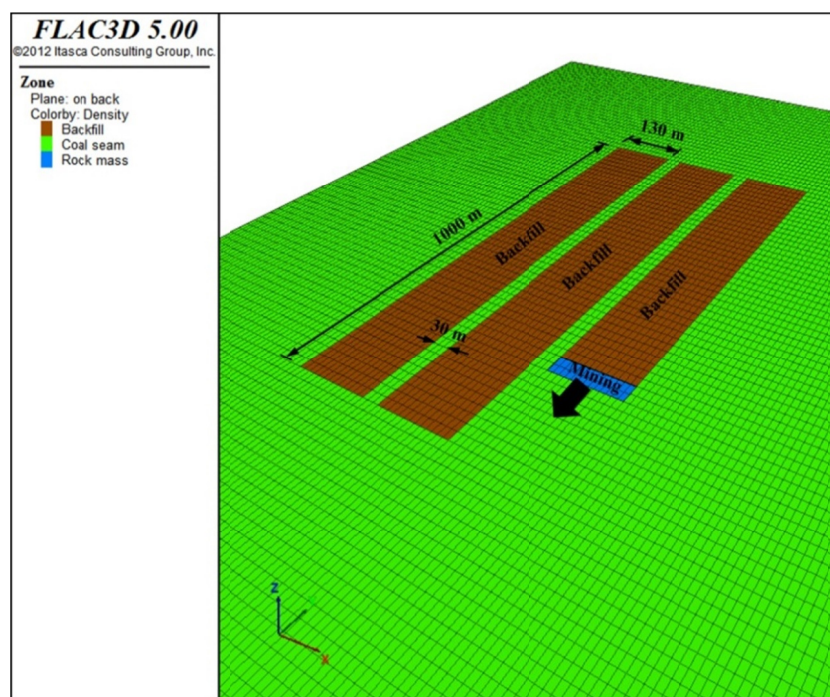 FLAC3D 5.00
©2012 Itasca Consulting Group, Inc.
Zone
Plane: on back
Colorby: Density
Backfill
Coal seam
Rock mass
130 m
1000 m
Backfill
Backfill
Backfill
30 m
Mining
Z
X